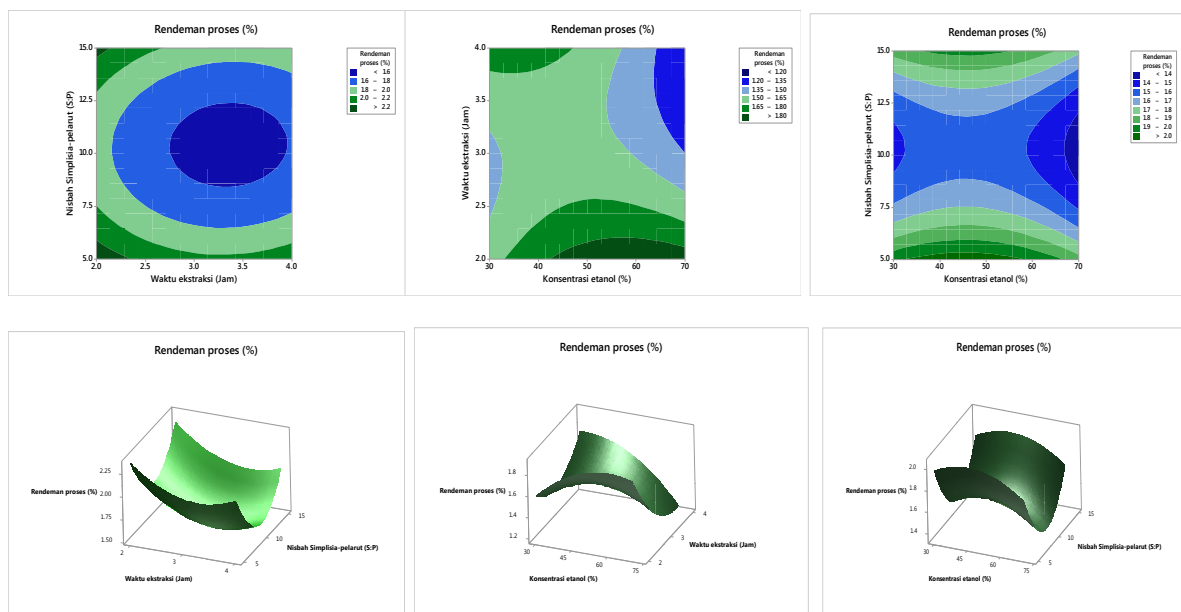 Rendeman proses (%)
Nisbah Simplisia-pelarut (S:P)
15.0
12.5
10.0
7.5
5.0
2.0 2.5 3.0 3.5 4.0
Waktu ekstraksi (Jam)
Rendeman
proses (%)
< 1.6
1.6 – 1.8
1.8 – 2.0
2.0 – 2.2
> 2.2
Rendeman proses (%)
Waktu ekstraksi (Jam)
4.0
3.5
3.0
2.5
2.0
30 40 50 60 70
Konsentrasi etanol (%)
Rendeman
proses (%)
< 1.20
1.20 – 1.35
1.35 – 1.50
1.50 – 1.65
1.65 – 1.80
> 1.80
Rendeman proses (%)
Nisbah Simplisia-pelarut (S:P)
15.0
12.5
10.0
7.5
5.0
30 40 50 60 70
Konsentrasi etanol (%)
Rendeman
proses (%)
< 1.4
1.4 – 1.5
1.5 – 1.6
1.6 – 1.7
1.7 – 1.8
1.8 – 1.9
1.9 – 2.0
> 2.0
Rendeman proses (%)
2.25
2.00
1.75
1.50
Rendeman proses (%)
2 3 4
Waktu ekstraksi (Jam)
5 10 15
Nisbah Simplisia-pelarut (S:P)
Rendeman proses (%)
1.8
1.6
1.4
1.2
Rendeman proses (%)
30 45 60 75
Konsentrasi etanol (%)
2 3 4
Waktu ekstraksi (Jam)
Rendeman proses (%)
2.0
1.8
1.6
1.4
Rendeman proses (%)
30 45 60 75
Konsentrasi etanol (%)
5 10 15
Nisbah Simplisia-pelarut (S:P)